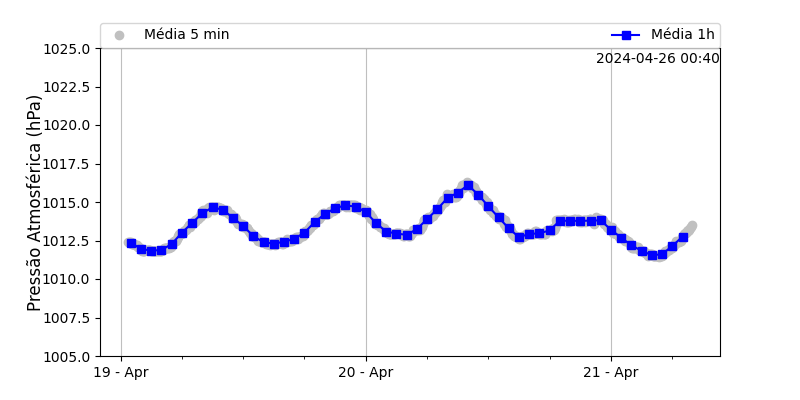 Média 5 min
Média 1h
2024-04-26 00:40
Pressão Atmosférica (hPa)
1025.0
1022.5
1020.0
1017.5
1015.0
1012.5
1010.0
1007.5
1005.0
19 - Apr
20 - Apr
21 - Apr